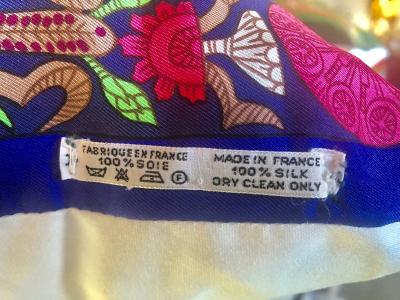 FABRIQUE EN FRANCE
100% SOIE
F
MADE IN FRANCE
100% SILK
DRY CLEAN ONLY